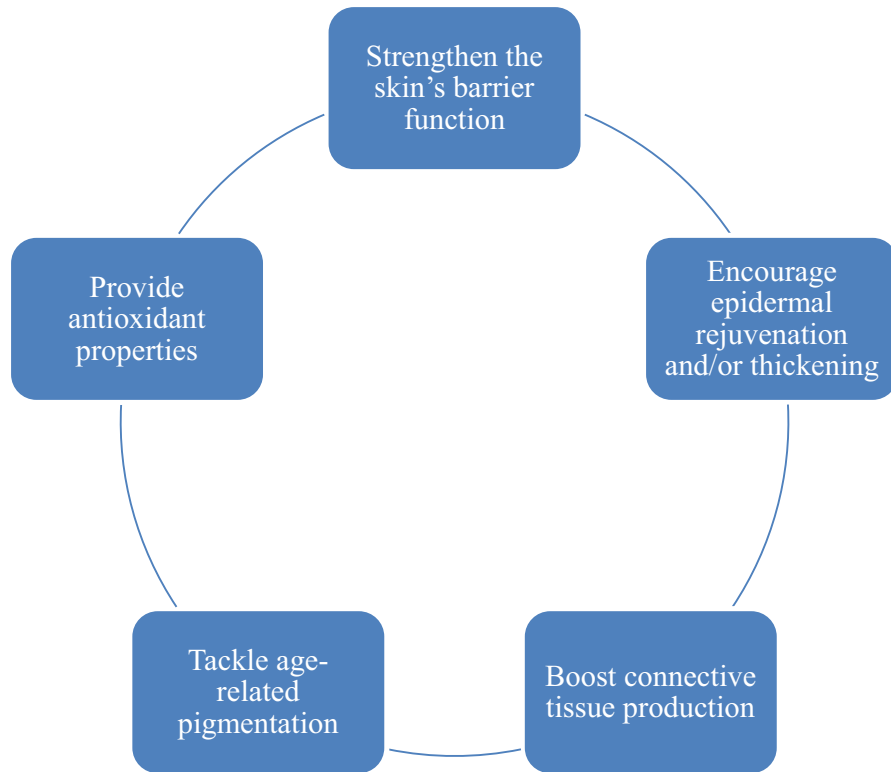 Strengthen the
skin’s barrier
function
Encourage
epidermal
rejuvenation
and/or thickening
Boost connective
tissue production
Tackle age-
related
pigmentation
Provide
antioxidant
properties